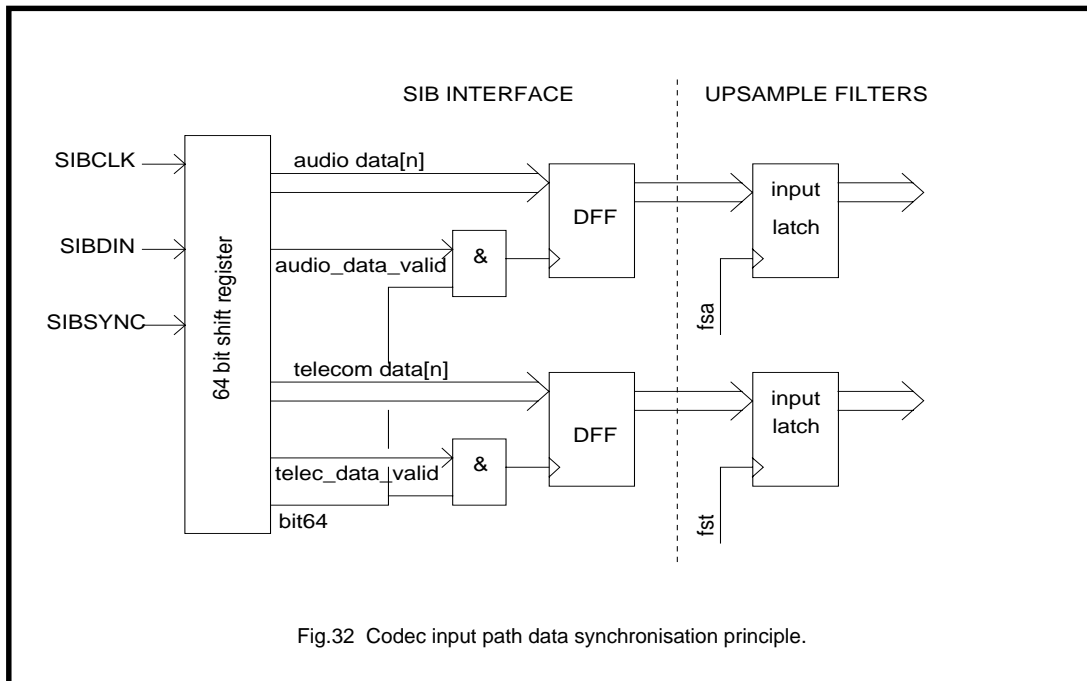 SIB INTERFACE
UPSAMPLE FILTERS
SIBCLK
SIBDIN
SIBSYNC
64 bit shift register
audio data[n]
audio_data_valid
&
DFF
input
latch
fsa
telecom data[n]
telec_data_valid
bit64
&
DFF
input
latch
fst
Fig.32 Codec input path data synchronisation principle.